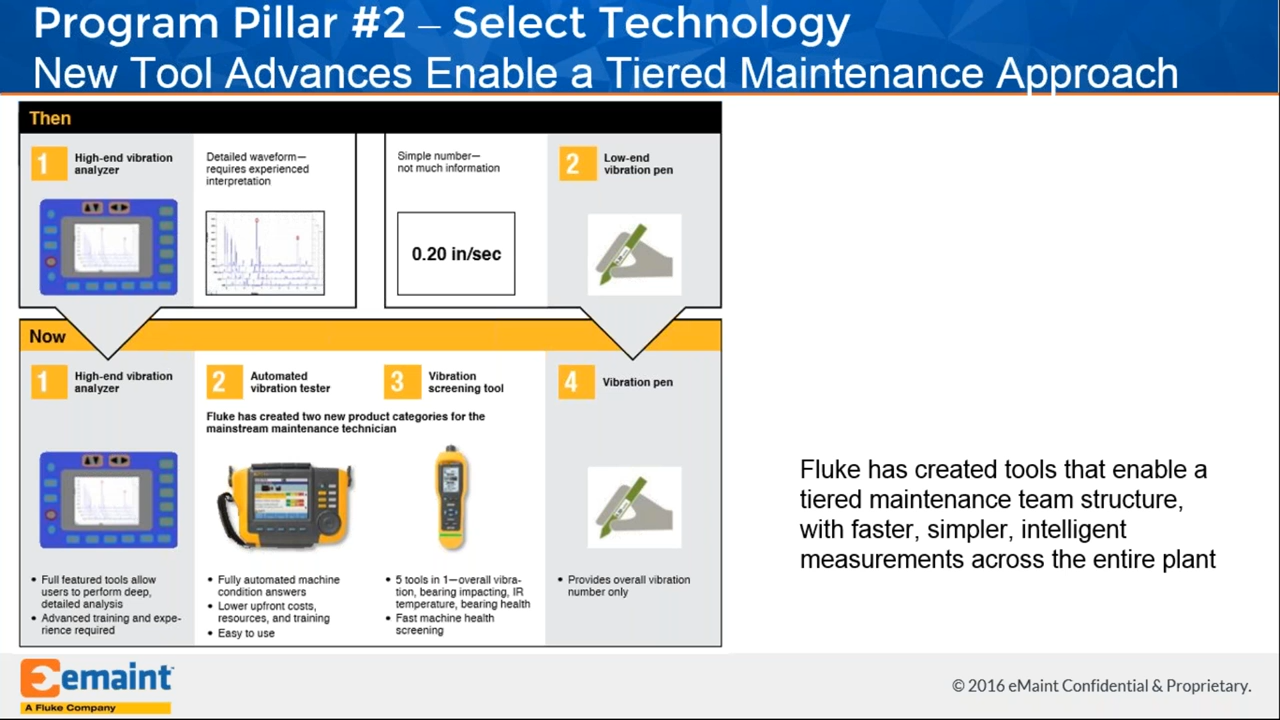 Program Pillar #2 – Select Technology
New Tool Advances Enable a Tiered Maintenance Approach
Then
1
High-end vibration
analyzer
Detailed waveform—
requires experienced
interpretation
Simple number—
not much information
0.20 in/sec
2
Low-end
vibration pen
Now
1
High-end vibration
analyzer
2
Automated
vibration tester
3
Vibration
screening tool
4
Vibration pen
Fluke has created two new product categories for the
mainstream maintenance technician
• Full featured tools allow
users to perform deep,
detailed analysis
• Advanced training and expe-
rience required
• Fully automated machine
condition answers
• Lower upfront costs,
resources, and training
• Easy to use
• 5 tools in 1—overall vibra-
tion, bearing impacting, IR
temperature, bearing health
• Fast machine health
screening
• Provides overall vibration
number only
Fluke has created tools that enable a
tiered maintenance team structure,
with faster, simpler, intelligent
measurements across the entire plant
emaint™
A Fluke Company
© 2016 eMaint Confidential & Proprietary.